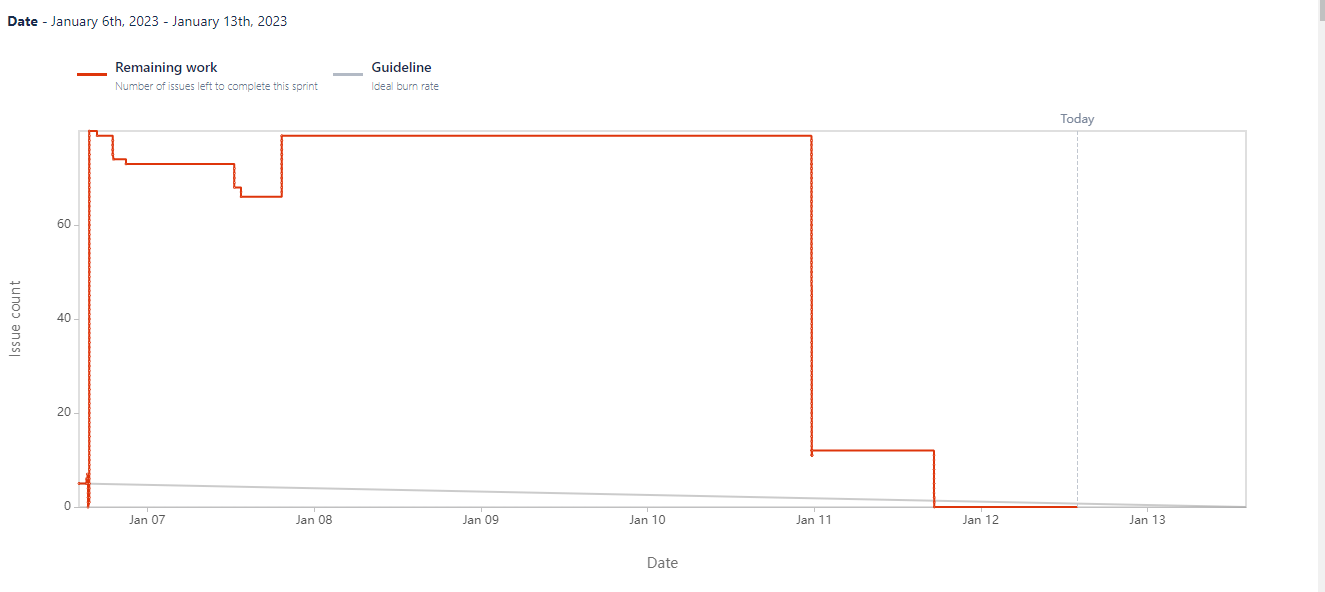 Date - January 6th, 2023 - January 13th, 2023
Remaining work
Number of issues left to complete this sprint
Guideline
Ideal burn rate
Today
Issue count
60
40
20
0
Jan 07 Jan 08 Jan 09 Jan 10 Jan 11 Jan 12 Jan 13
Date